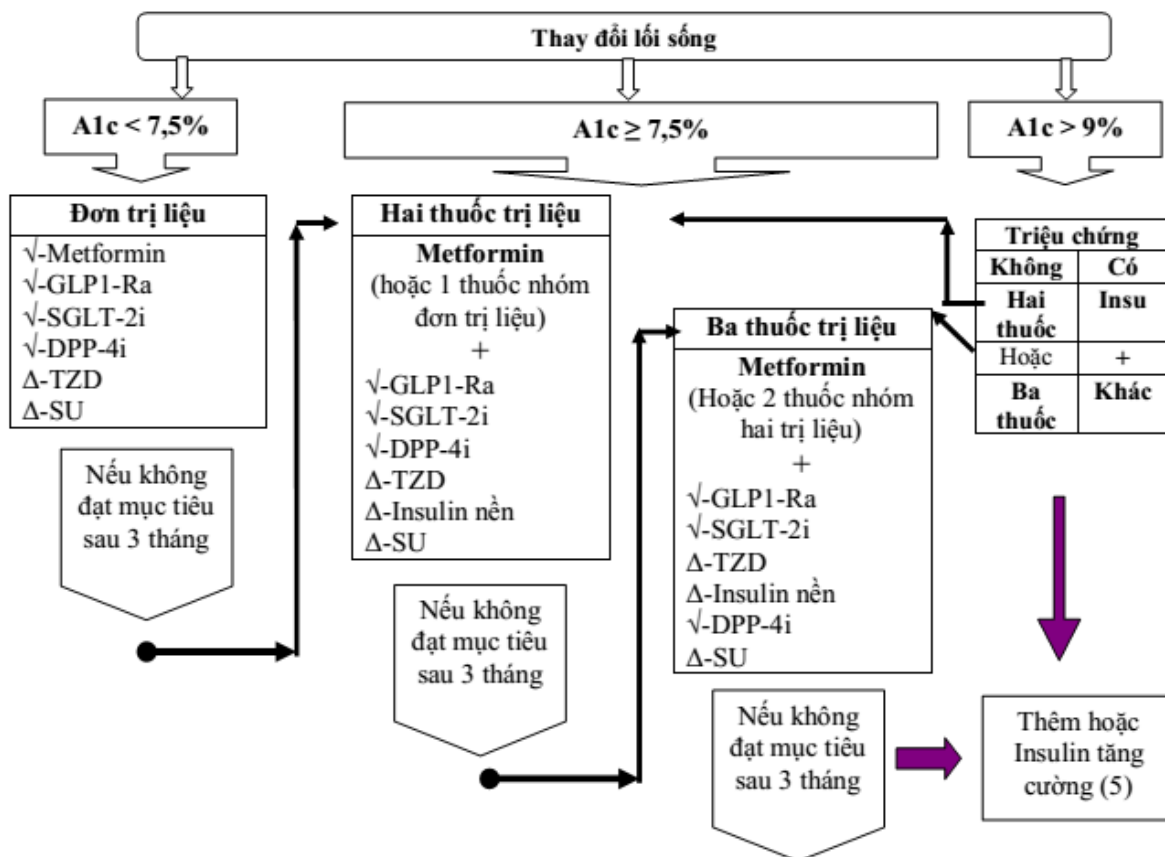 Thay đổi lối sống
A1c < 7,5%
A1c ≥ 7,5%
A1c > 9%
Đơn trị liệu
√-Metformin
√-GLP1-Ra
√-SGLT-2i
√-DPP-4i
Δ-TZD
Δ-SU
Nếu không
đạt mục tiêu
sau 3 tháng
Hai thuốc trị liệu
Metformin
(hoặc 1 thuốc nhóm
đơn trị liệu)
+
√-GLP1-Ra
√-SGLT-2i
√-DPP-4i
Δ-TZD
Δ-Insulin nền
Δ-SU
Nếu không
đạt mục tiêu
sau 3 tháng
Ba thuốc trị liệu
Metformin
(Hoặc 2 thuốc nhóm
hai trị liệu)
+
√-GLP1-Ra
√-SGLT-2i
Δ-TZD
Δ-Insulin nền
√-DPP-4i
Δ-SU
Nếu không
đạt mục tiêu
sau 3 tháng
Triệu chứng
Không Có
Hai Insu
thuốc
Hoặc +
Ba Khác
thuốc
Thêm hoặc
Insulin tăng
cường (5)